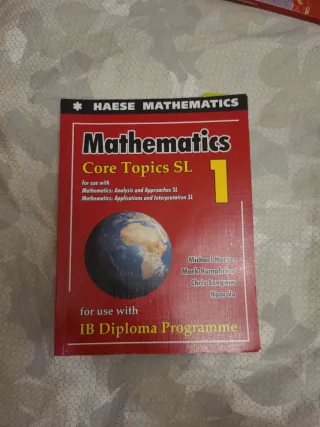 ✱ HAESE MATHEMATICS
Mathematics
Core Topics SL
1
for use with
Mathematics: Analysis and Approaches SL
Mathematics: Applications and Interpretation SL
Michael Haese
Mark Humphries
Chris Sangwin
Ngoc Vo
for use with
IB Diploma Programme